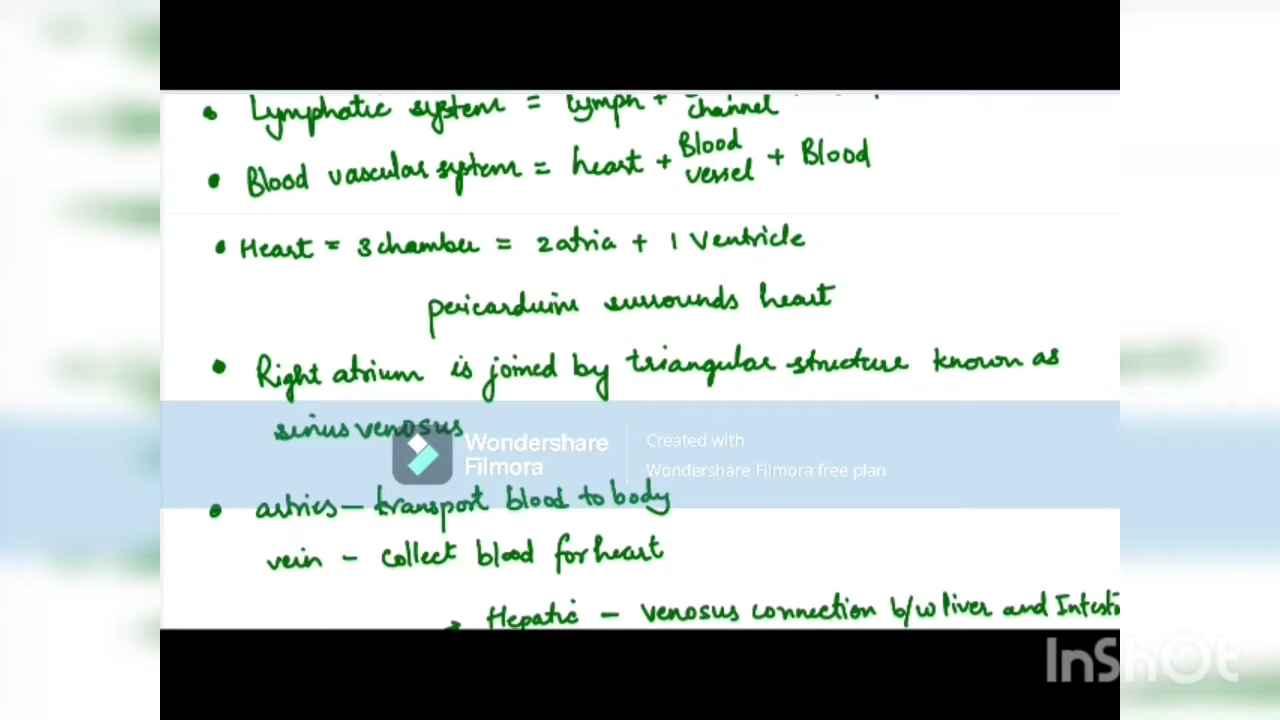 • Lymphatic system = lymph + channel
• Blood vascular system = heart + Blood vessel + Blood
• Heart = 3 chamber = 2 atria + 1 Ventricle
pericarduim surrounds heart
• Right atrium is joined by triangular structure known as
sinus venosus
Wondershare Filmora
Created with
Wondershare Filmora free plan
• artries – transport blood to body
vein – collect blood for heart
→ Hepatic – venosus connection b/w liver and Intesti
InShOt